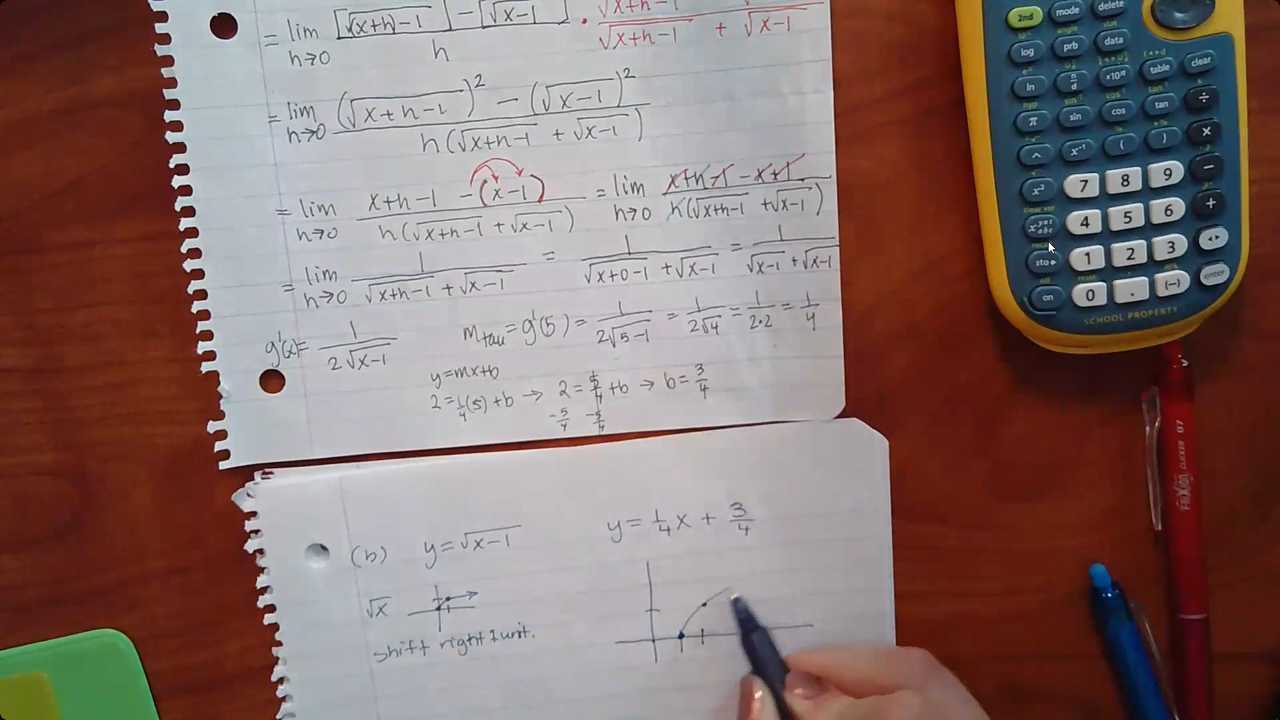 = lim h→0 [√x+h-1] - [√x-1] / h · √x+h-1 / √x+h-1 + √x-1
= lim h→0 (√x+h-1)² - (√x-1)² / h(√x+h-1 + √x-1)
= lim h→0 x+h-1 -(x-1) / h(√x+h-1 + √x-1) = lim h→0 x+h-1 -x+1 / h(√x+h-1 + √x-1)
= lim h→0 1 / √x+h-1 + √x-1 = 1 / √x+0-1 + √x-1 = 1 / √x-1 + √x-1
g'(x)= 1 / 2√x-1 m_tan = g'(5) = 1 / 2√5-1 = 1 / 2√4 = 1 / 2·2 = 1/4
y=mx+b
2=1/4(5)+b → 2=5/4+b → b=3/4
-5/4 -5/4
(b) y=√x-1 y=1/4x + 3/4
√x
shift right 1 unit.
2nd mode delete
log prb data
ln n/d ×10ⁿ table clear
π sin cos tan ÷
^ x⁻¹ ( ) ×
x² 7 8 9 −
4 5 6 +
sto▸ 1 2 3
on 0 . (−) enter
SCHOOL PROPERTY
CLICKER 07